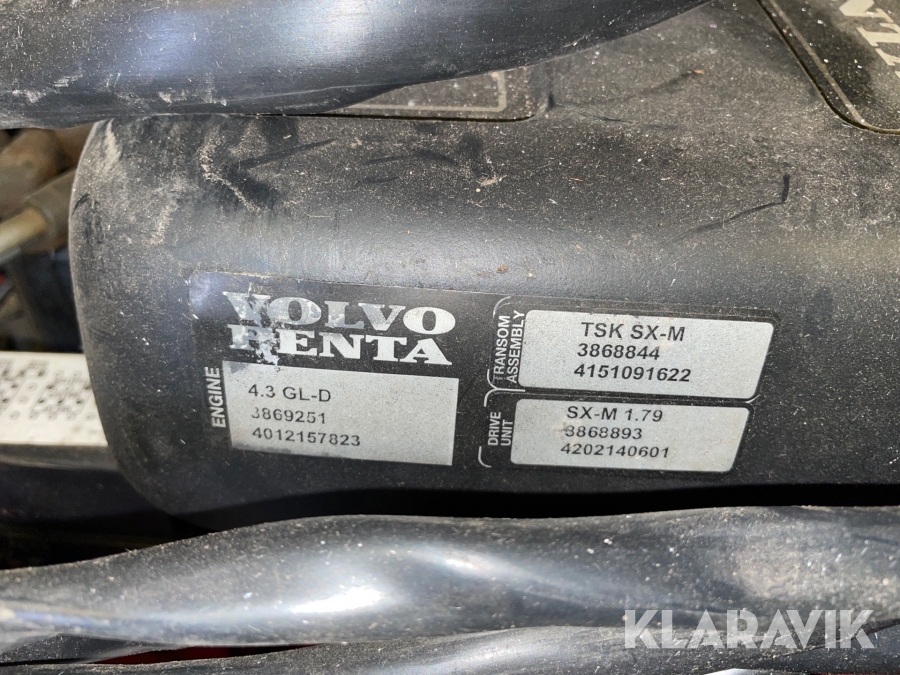 VOLVO
PENTA
ENGINE
4.3 GL-D
3869251
4012157823
TRANSOM
ASSEMBLY
TSK SX-M
3868844
4151091622
DRIVE
UNIT
SX-M 1.79
3868893
4202140601
KLARAVIK